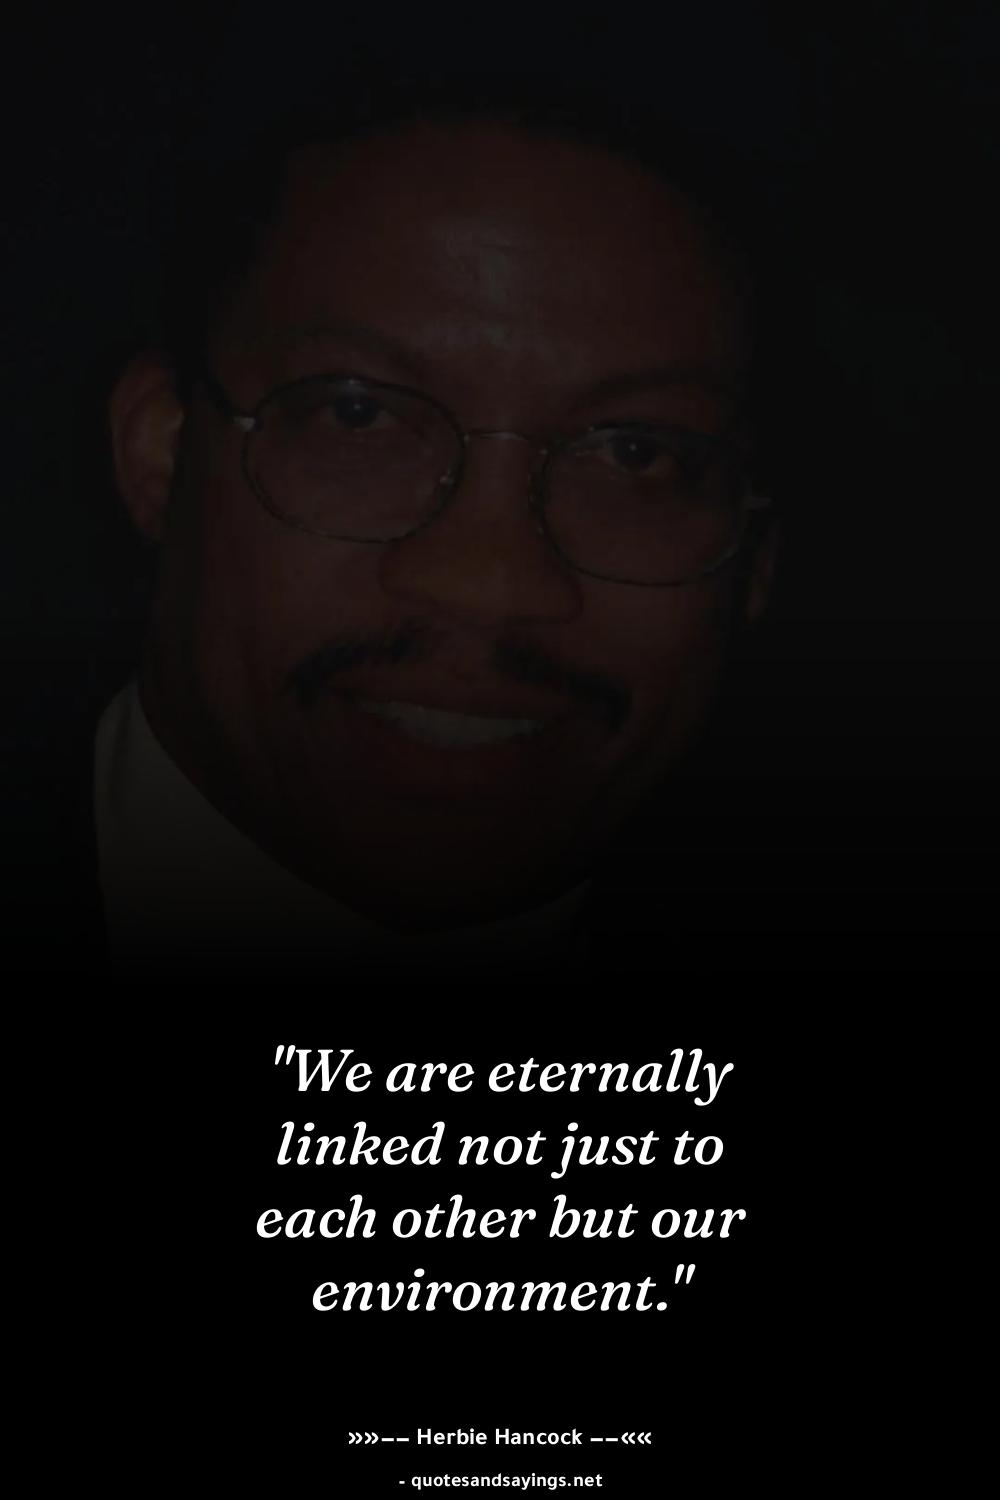 "We are eternally
linked not just to
each other but our
environment."
»»–– Herbie Hancock ––««
- quotesandsayings.net